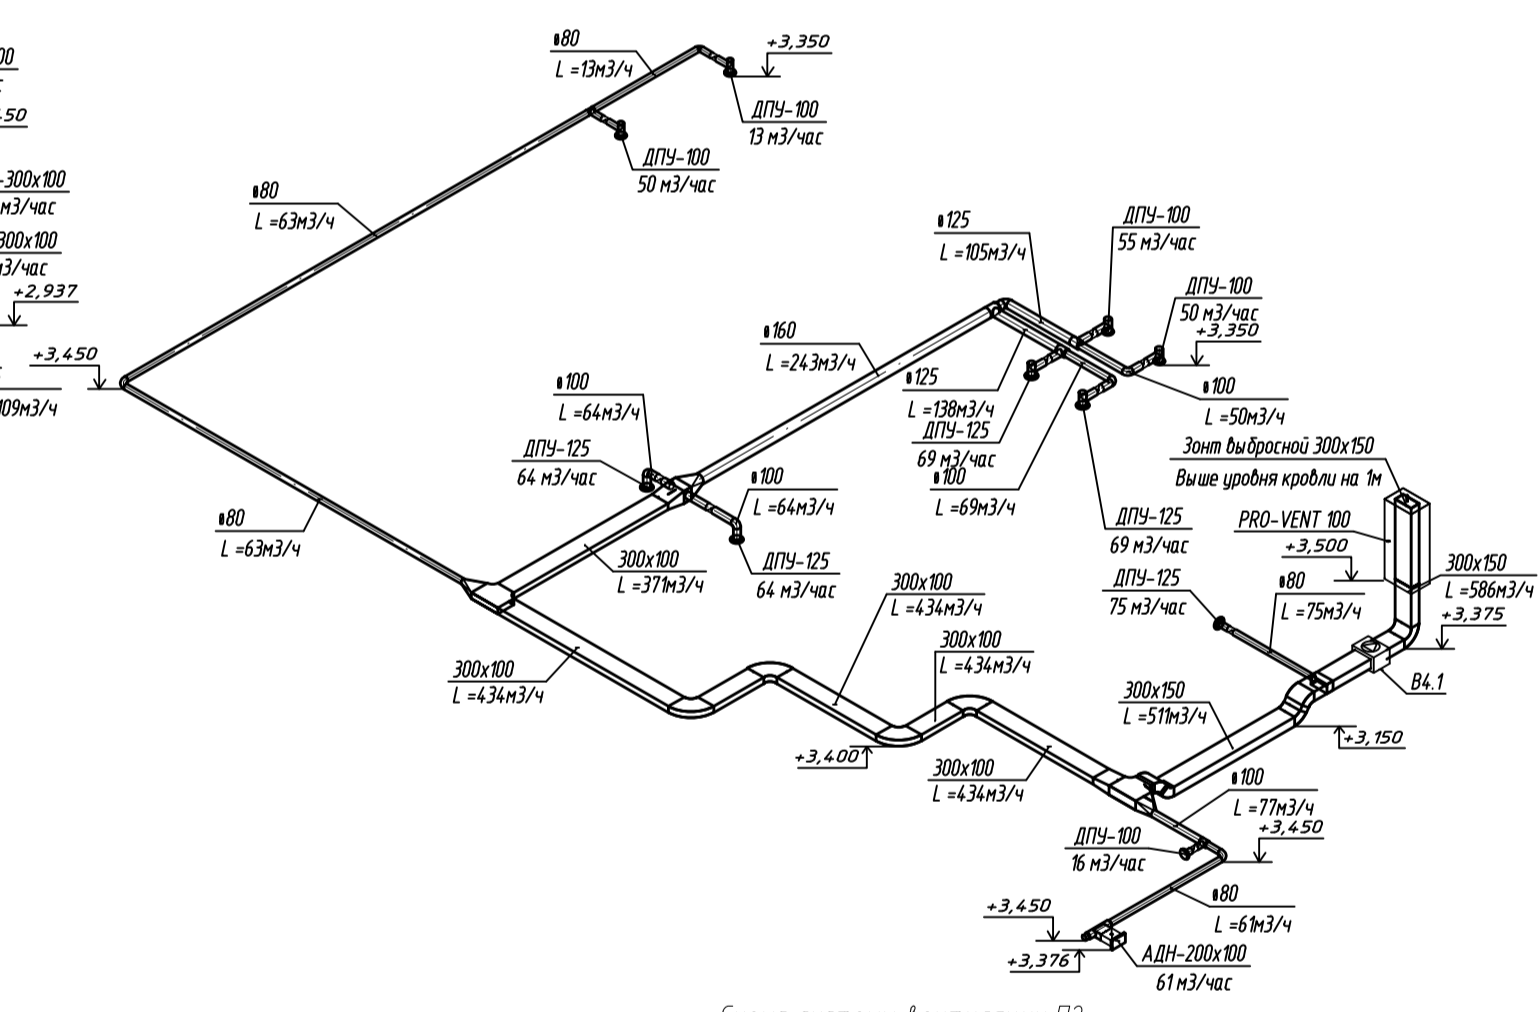 ø80
L =13м3/ч
+3,350
ДПУ-100
13 м3/час
ДПУ-100
50 м3/час
-300х100
м3/час
300х100
м3/час
+2,937
+3,450
109м3/ч
ø80
L =63м3/ч
ø80
L =63м3/ч
ø125
L =105м3/ч
ДПУ-100
55 м3/час
ДПУ-100
50 м3/час
+3,350
ø160
L =243м3/ч
ø125
L =138м3/ч
ДПУ-125
69 м3/час
ø100
L =69м3/ч
ø100
L =50м3/ч
ø100
L =64м3/ч
ДПУ-125
64 м3/час
ø100
L =64м3/ч
ДПУ-125
64 м3/час
300х100
L =371м3/ч
ДПУ-125
69 м3/час
Зонт выбросной 300х150
Выше уровня кровли на 1м
PRO-VENT 100
+3,500
300х150
L =586м3/ч
+3,375
ДПУ-125
75 м3/час
ø80
L =75м3/ч
В4.1
300х150
L =511м3/ч
+3,150
300х100
L =434м3/ч
300х100
L =434м3/ч
300х100
L =434м3/ч
+3,400
300х100
L =434м3/ч
ø100
L =77м3/ч
+3,450
ДПУ-100
16 м3/час
ø80
L =61м3/ч
+3,450
+3,376
АДН-200х100
61 м3/час